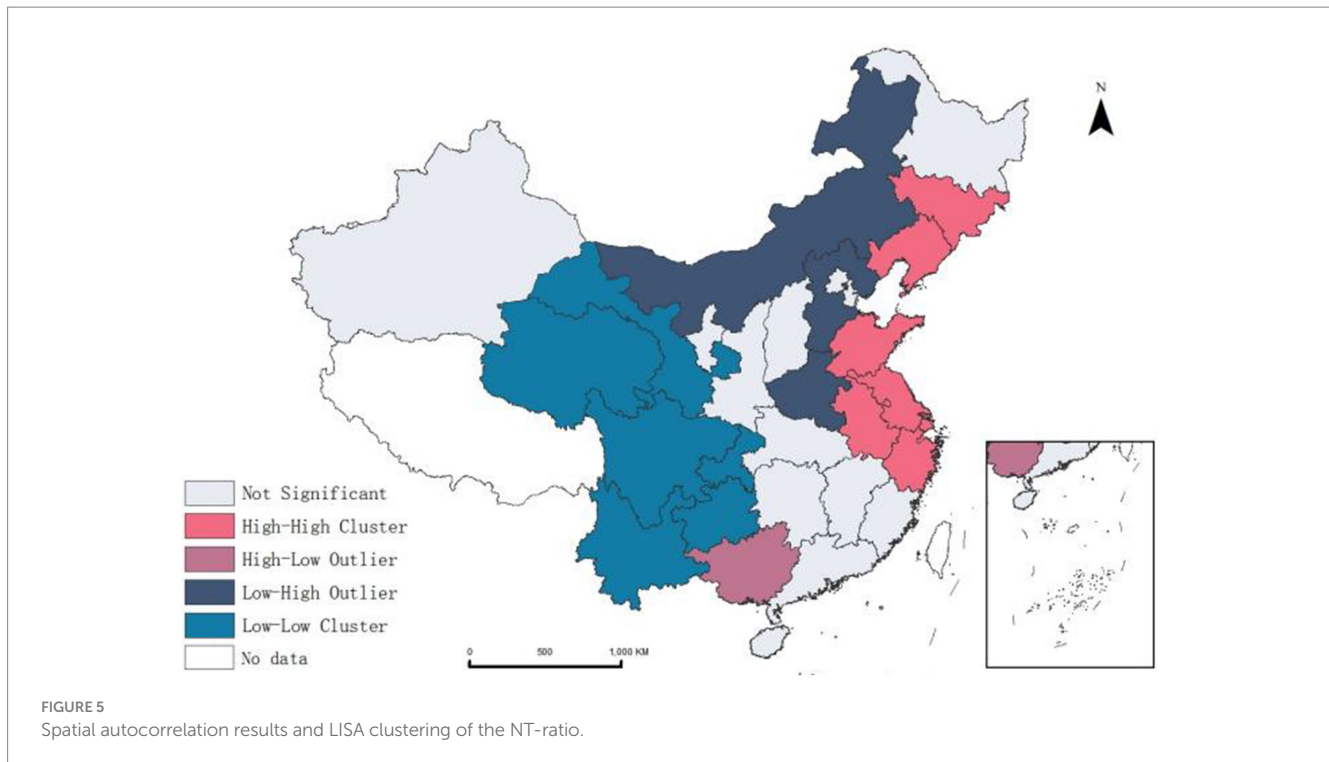 N
Not Significant
High-High Cluster
High-Low Outlier
Low-High Outlier
Low-Low Cluster
No data
0 500 1,000 KM
FIGURE 5
Spatial autocorrelation results and LISA clustering of the NT-ratio.